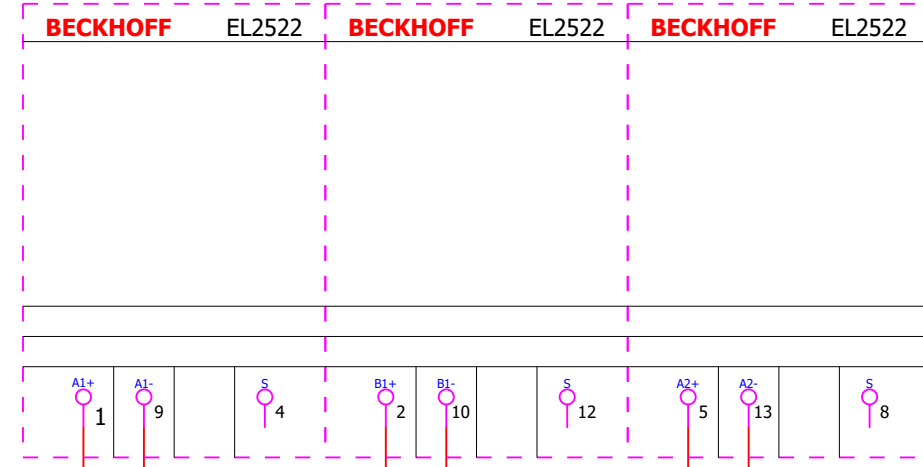 BECKHOFF EL2522 BECKHOFF EL2522 BECKHOFF EL2522
A1+ A1- S B1+ B1- S A2+ A2- S
1 9 4 2 10 12 5 13 8